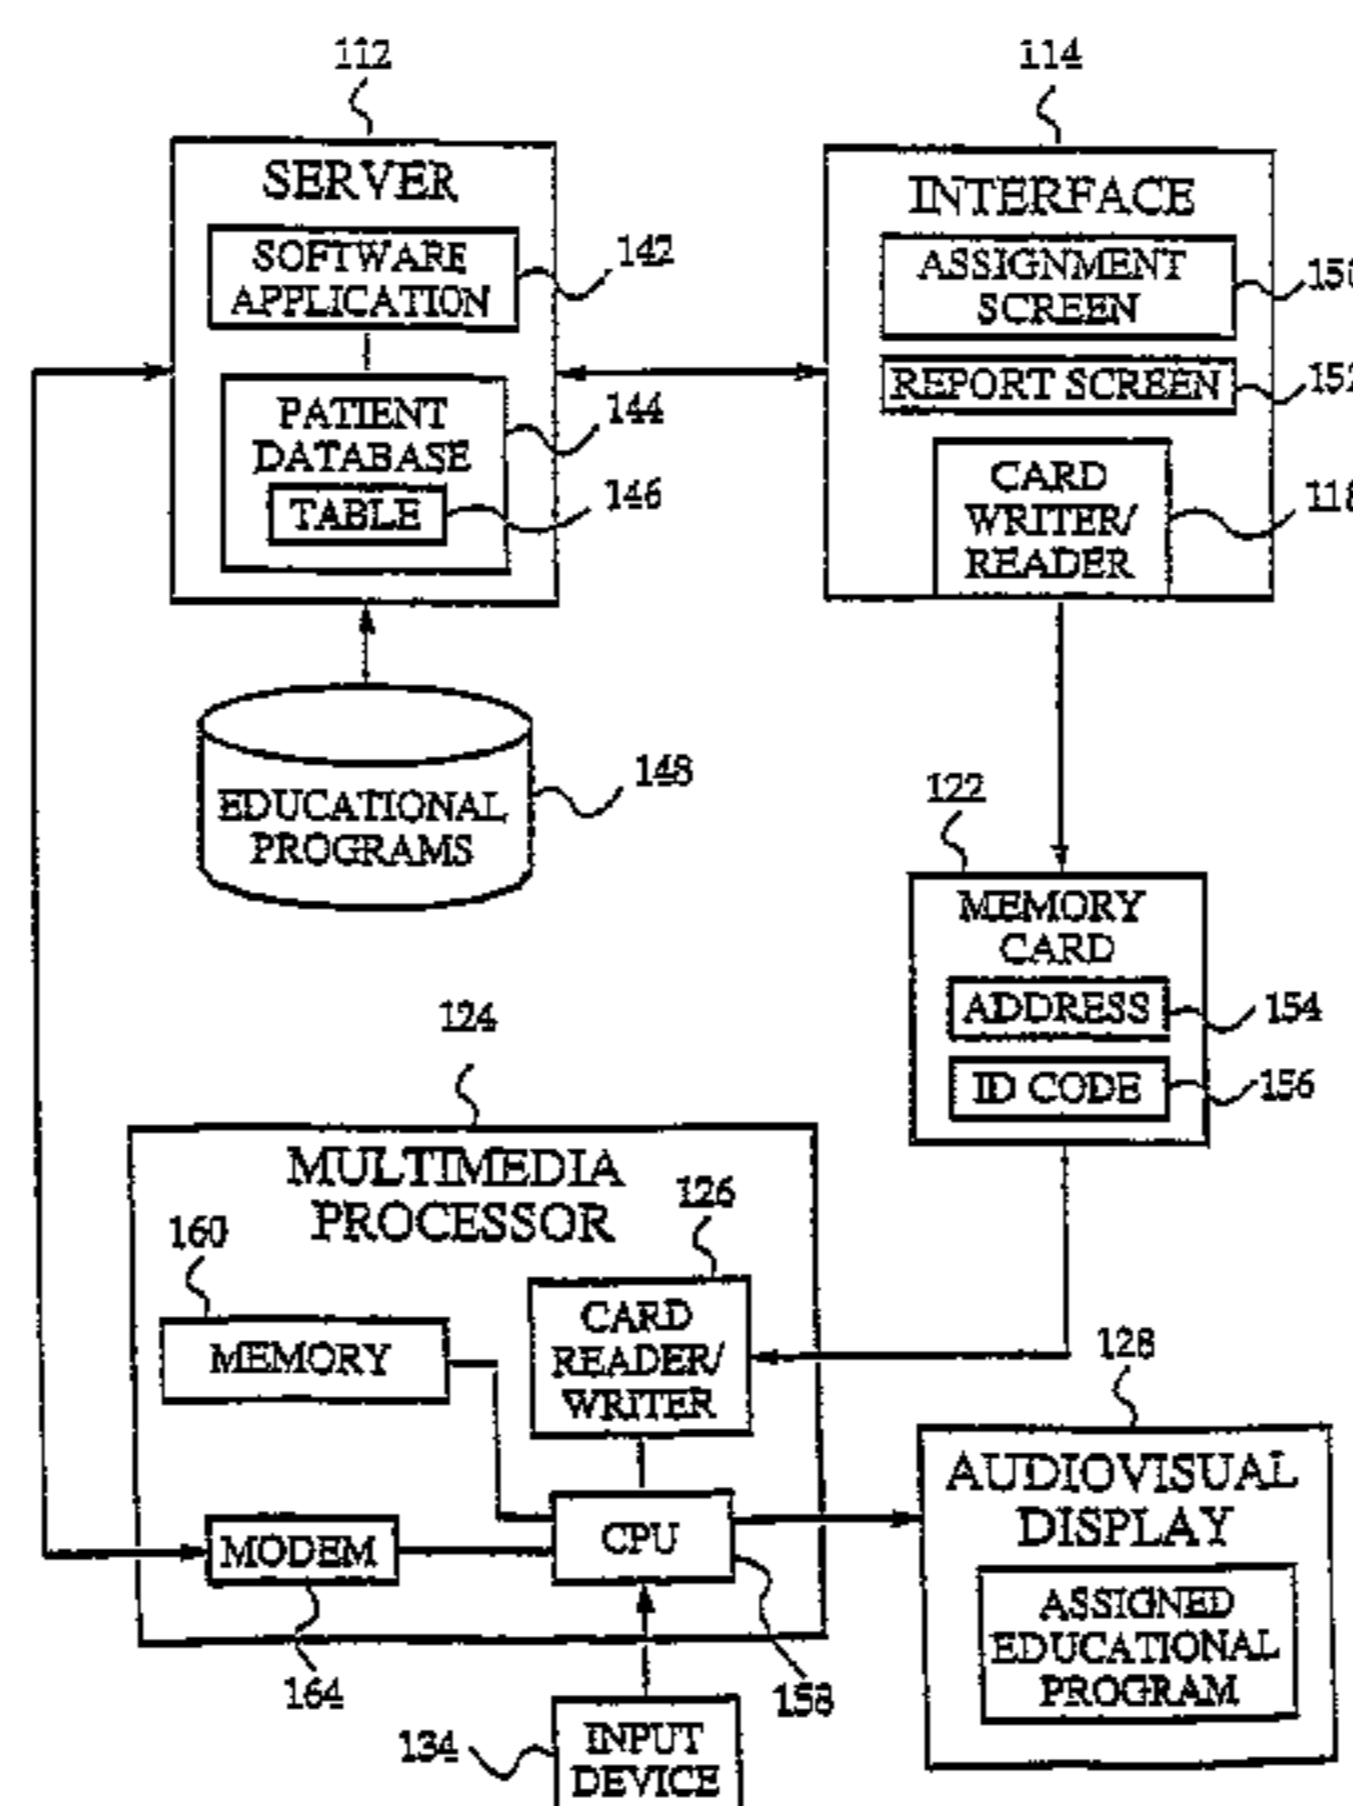 112
114
SERVER
SOFTWARE
APPLICATION
142
PATIENT
DATABASE
144
TABLE
146
INTERFACE
ASSIGNMENT
SCREEN
REPORT SCREEN
CARD
WRITER/
READER
EDUCATIONAL
PROGRAMS
148
122
MEMORY
CARD
ADDRESS
154
ID CODE
156
124
MULTIMEDIA
PROCESSOR
160
126
MEMORY
CARD
READER/
WRITER
MODEM
CPU
164
158
134
INPUT
DEVICE
128
AUDIOVISUAL
DISPLAY
ASSIGNED
EDUCATIONAL
PROGRAM